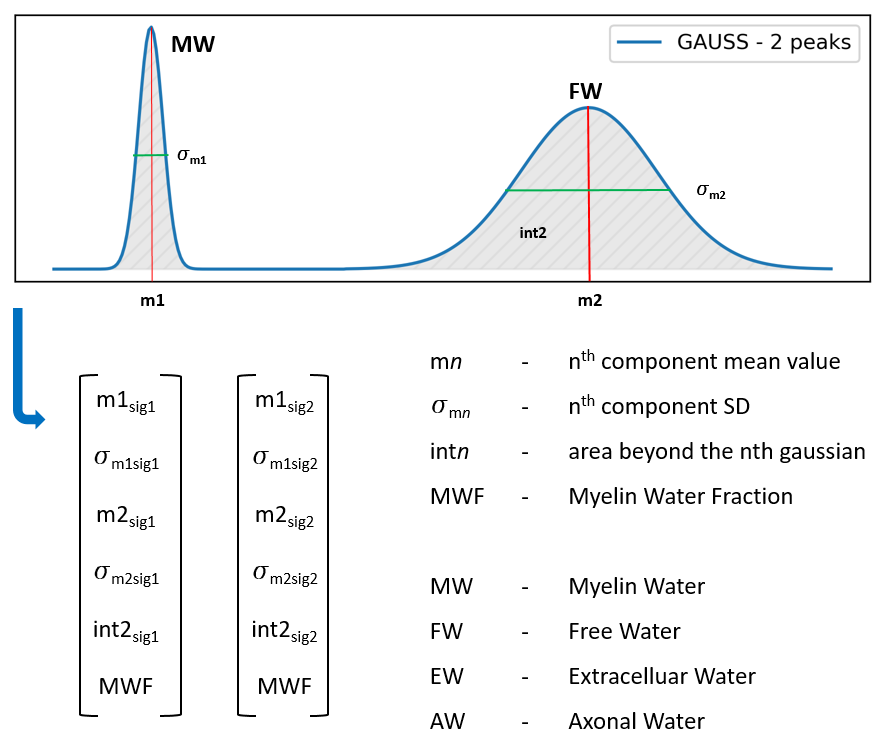 MW
GAUSS - 2 peaks
FW
σm1
σm2
int2
m1
m2
mn - nth component mean value
m1sig1 m1sig2
σmn - nth component SD
σm1sig1 σm1sig2
intn - area beyond the nth gaussian
MWF - Myelin Water Fraction
m2sig1 m2sig2
σm2sig1 σm2sig2
MW - Myelin Water
int2sig1 int2sig2
FW - Free Water
EW - Extracelluar Water
MWF MWF
AW - Axonal Water